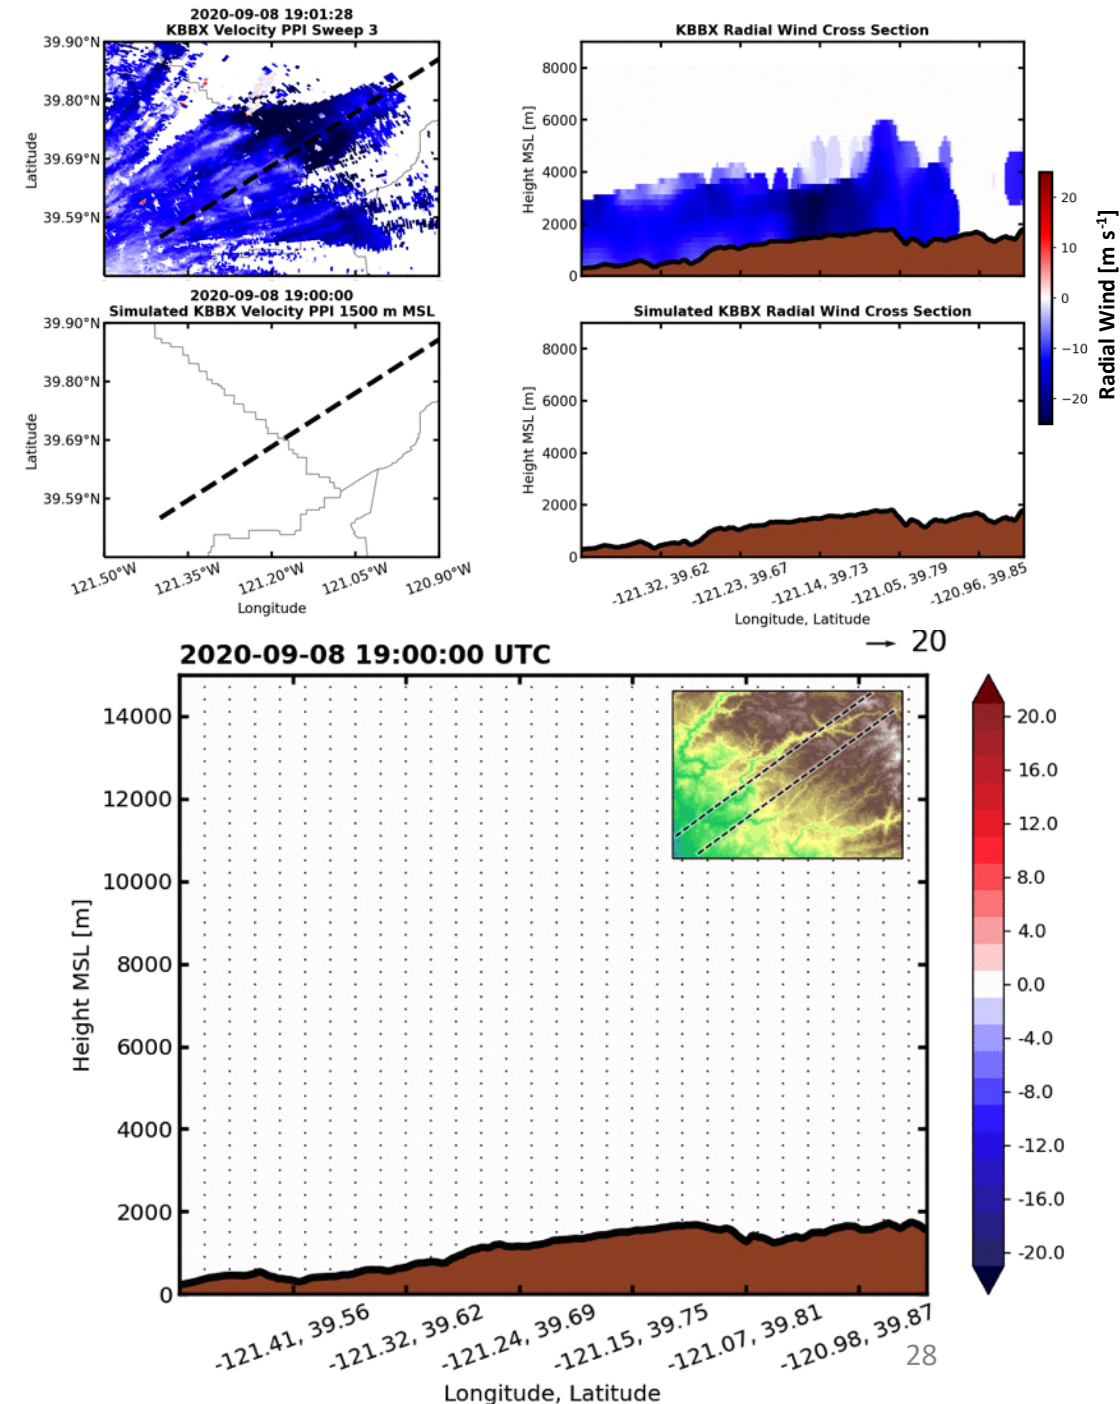 2020-09-08 19:01:28
KBBX Velocity PPI Sweep 3
39.90°N
39.80°N
39.69°N
39.59°N
Latitude
KBBX Radial Wind Cross Section
8000
6000
4000
2000
0
Height MSL [m]
20
10
0
−10
−20
Radial Wind [m s-1]
2020-09-08 19:00:00
Simulated KBBX Velocity PPI 1500 m MSL
39.90°N
39.80°N
39.69°N
39.59°N
Latitude
121.50°W
121.35°W
121.20°W
121.05°W
120.90°W
Longitude
Simulated KBBX Radial Wind Cross Section
8000
6000
4000
2000
0
Height MSL [m]
-121.32, 39.62
-121.23, 39.67
-121.14, 39.73
-121.05, 39.79
-120.96, 39.85
Longitude, Latitude
2020-09-08 19:00:00 UTC
20
14000
12000
10000
8000
6000
4000
2000
0
Height MSL [m]
20.0
16.0
12.0
8.0
4.0
0.0
-4.0
-8.0
-12.0
-16.0
-20.0
-121.41, 39.56
-121.32, 39.62
-121.24, 39.69
-121.15, 39.75
-121.07, 39.81
-120.98, 39.87
28
Longitude, Latitude